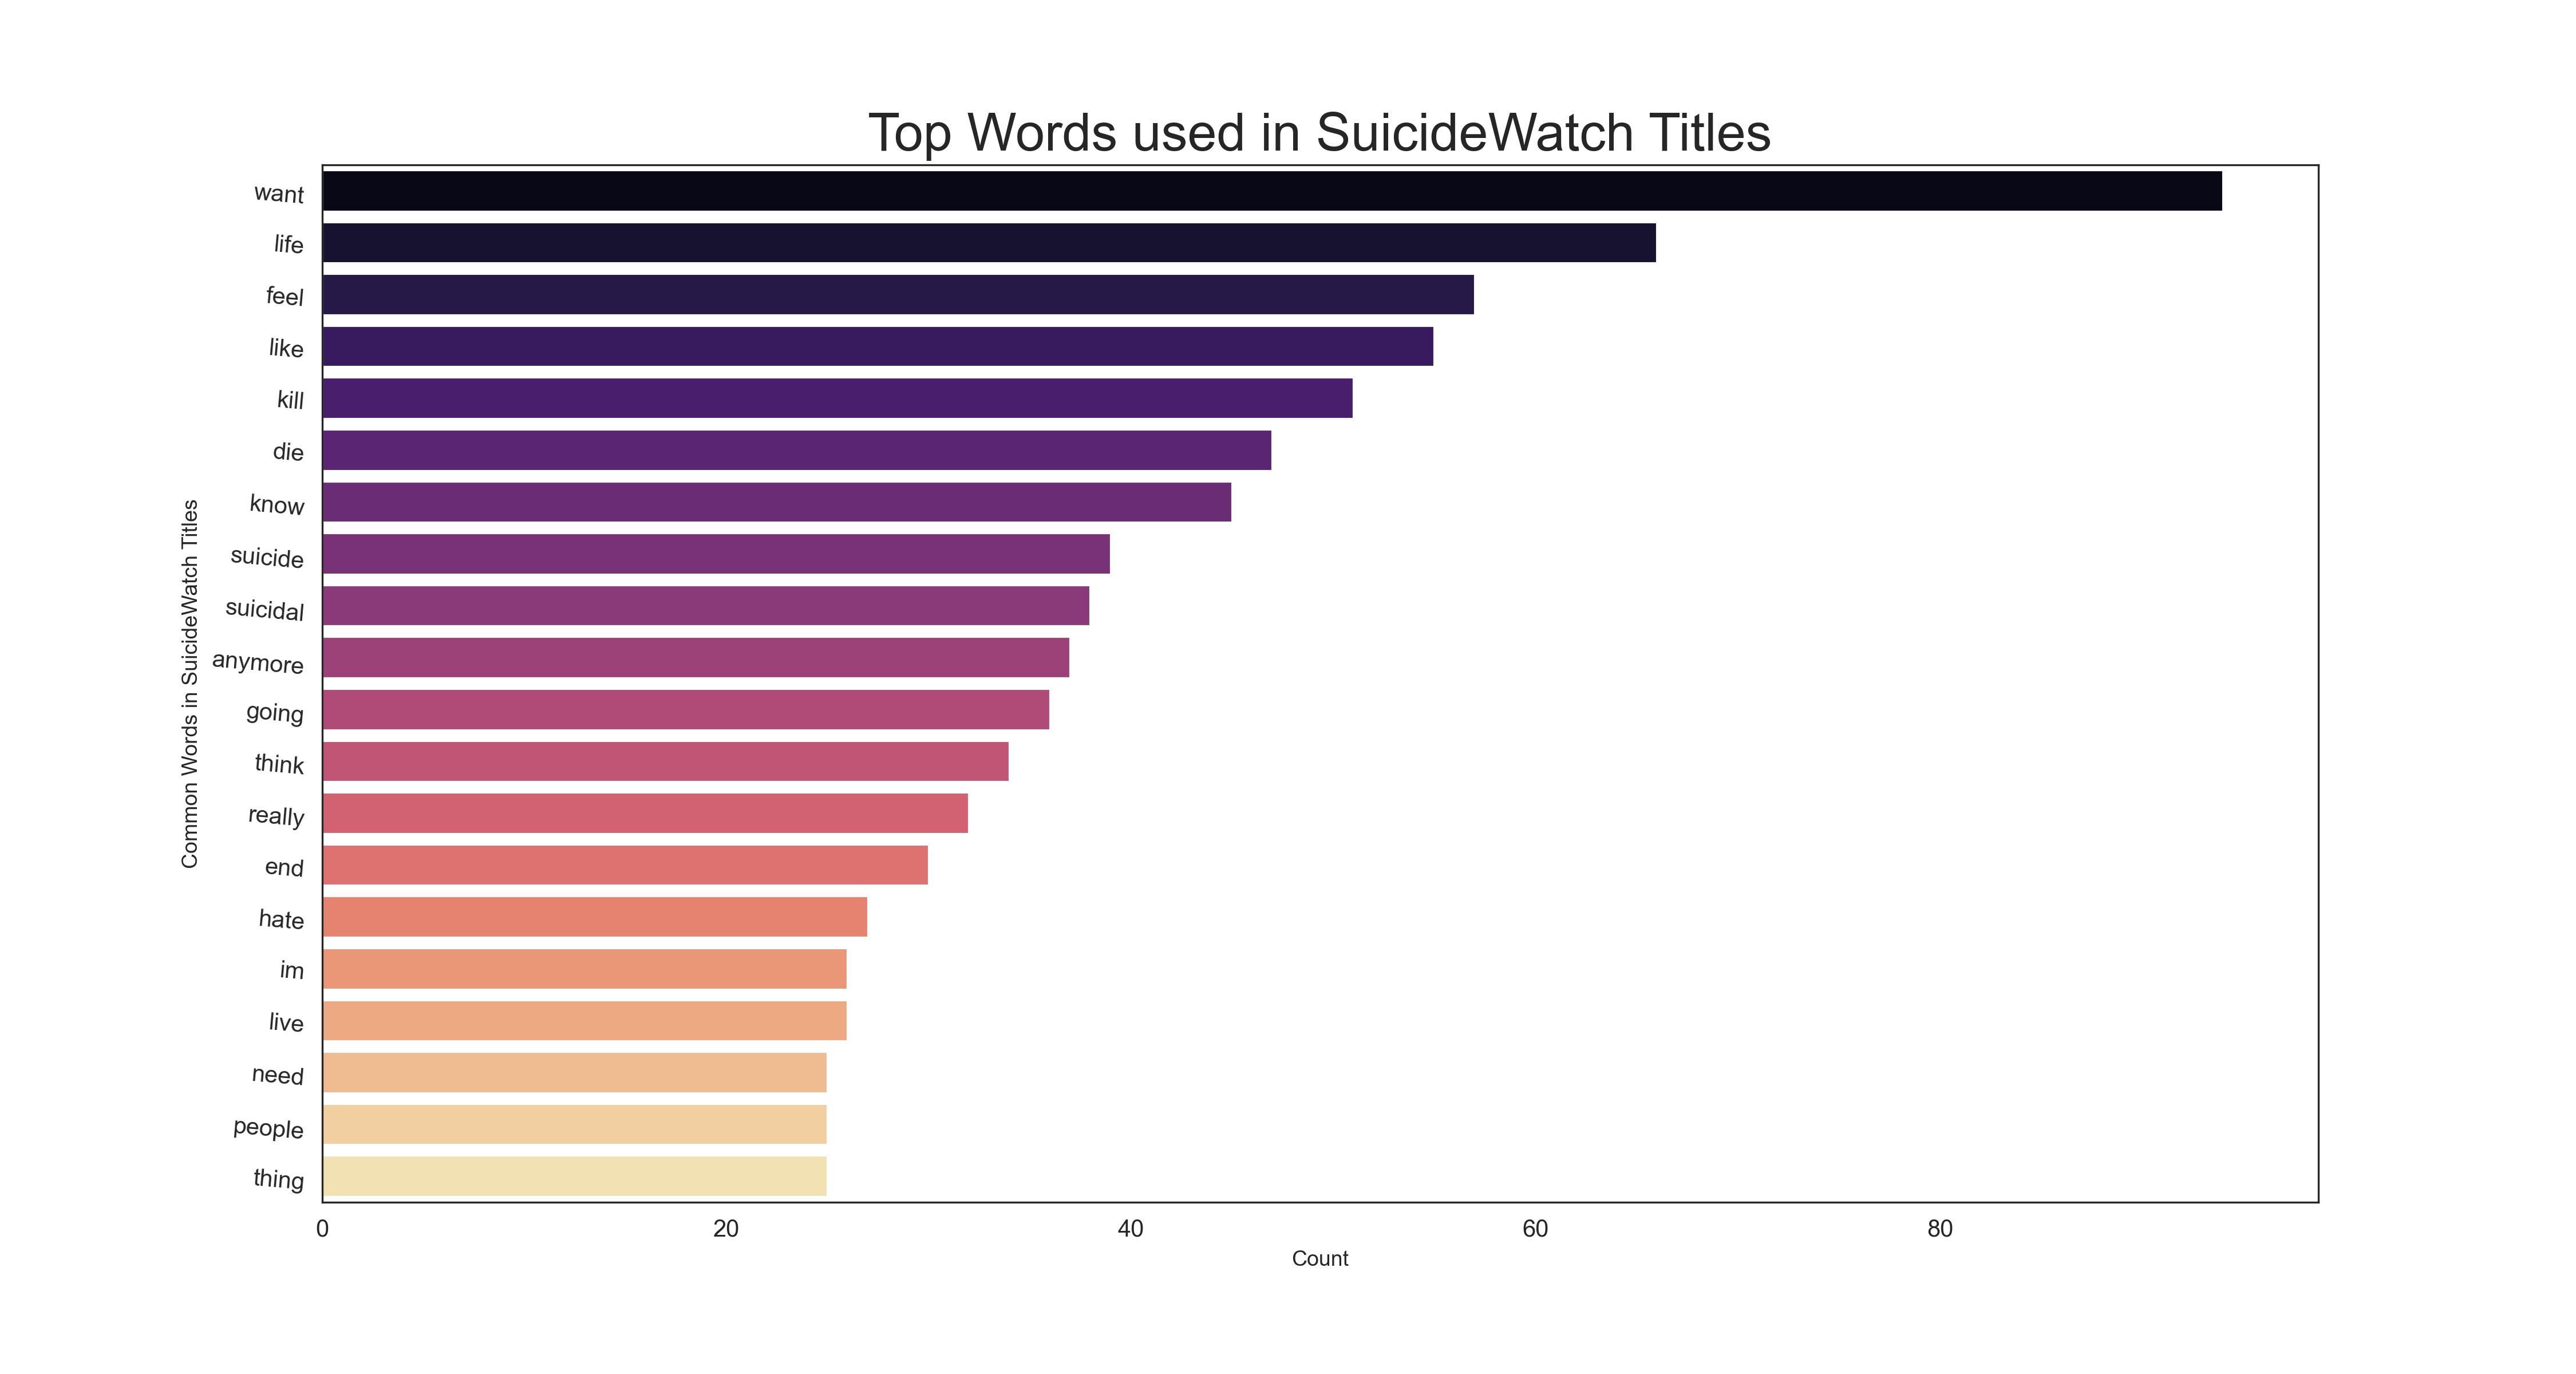 Top Words used in SuicideWatch Titles
Common Words in SuicideWatch Titles
want
life
feel
like
kill
die
know
suicide
suicidal
anymore
going
think
really
end
hate
im
live
need
people
thing
0 20 40 60 80
Count